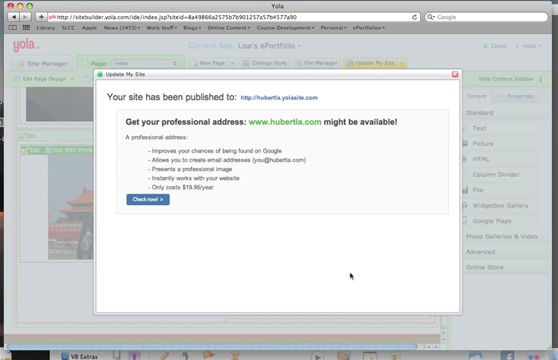 Yola
http://sitebuilder.yola.com/ide/index.jsp?siteid=8a49866a2575b7b901257a57b4577a90
Google
Library SLCC Apple News (1453) Work Stuff Blogs Online Content Course Development Personal ePortfolios
yola
Current Site: Lisa's ePortfolio
Close Help
Site Manager Page: index New Page Change Style File Manager Update My Site
Edit Page Design Hide Content Sidebar
Update My Site
Your site has been published to: http://hubertla.yolasite.com
Get your professional address: www.hubertla.com might be available!
A professional address:
- Improves your chances of being found on Google
- Allows you to create email addresses (you@hubertla.com)
- Presents a professional image
- Instantly works with your website
- Only costs $19.95/year
Check now! >
Content Properties
Standard
Text
Picture
HTML
Column Divider
File
Widgetbox Gallery
Google Maps
Photo Galleries & Video
Advanced
Online Store
VB Extras